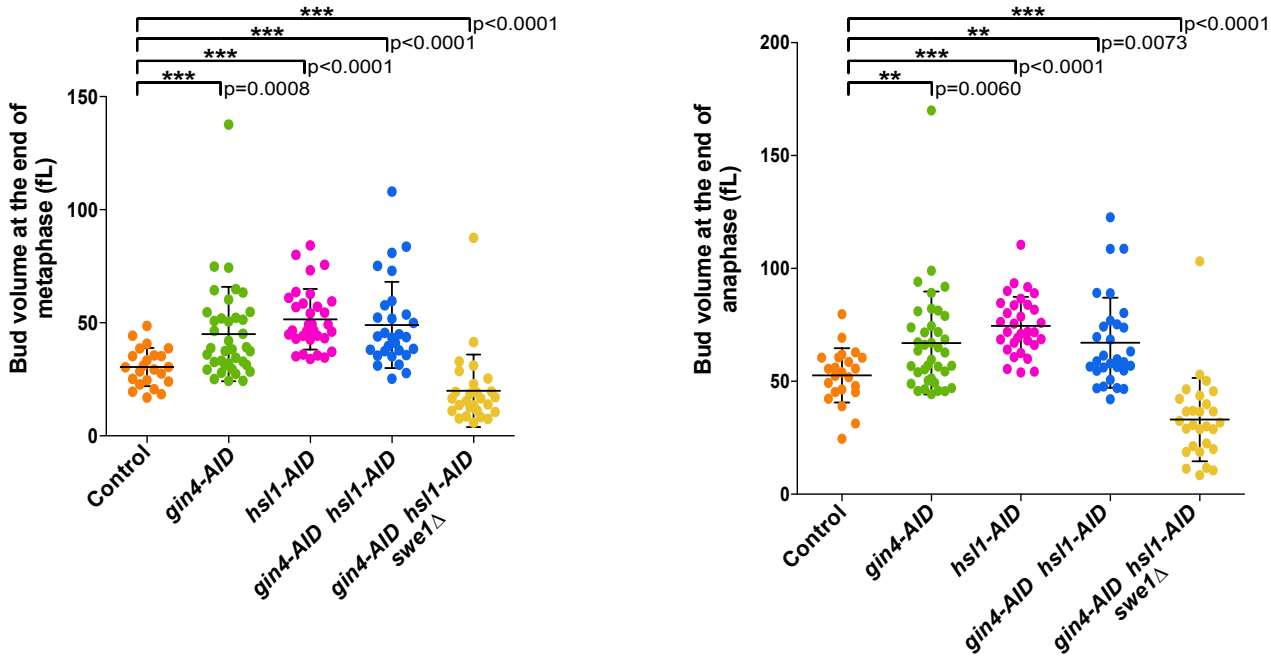 ***
p<0.0001
***
p<0.0001
***
p<0.0001
***
p=0.0008
Bud volume at the end of
metaphase (fL)
150
100
50
0
Control
gin4-AID
hsl1-AID
gin4-AID hsl1-AID
gin4-AID hsl1-AID
swe1Δ
***
p<0.0001
**
p=0.0073
***
p<0.0001
**
p=0.0060
Bud volume at the end of
anaphase (fL)
200
150
100
50
0
Control
gin4-AID
hsl1-AID
gin4-AID hsl1-AID
gin4-AID hsl1-AID
swe1Δ